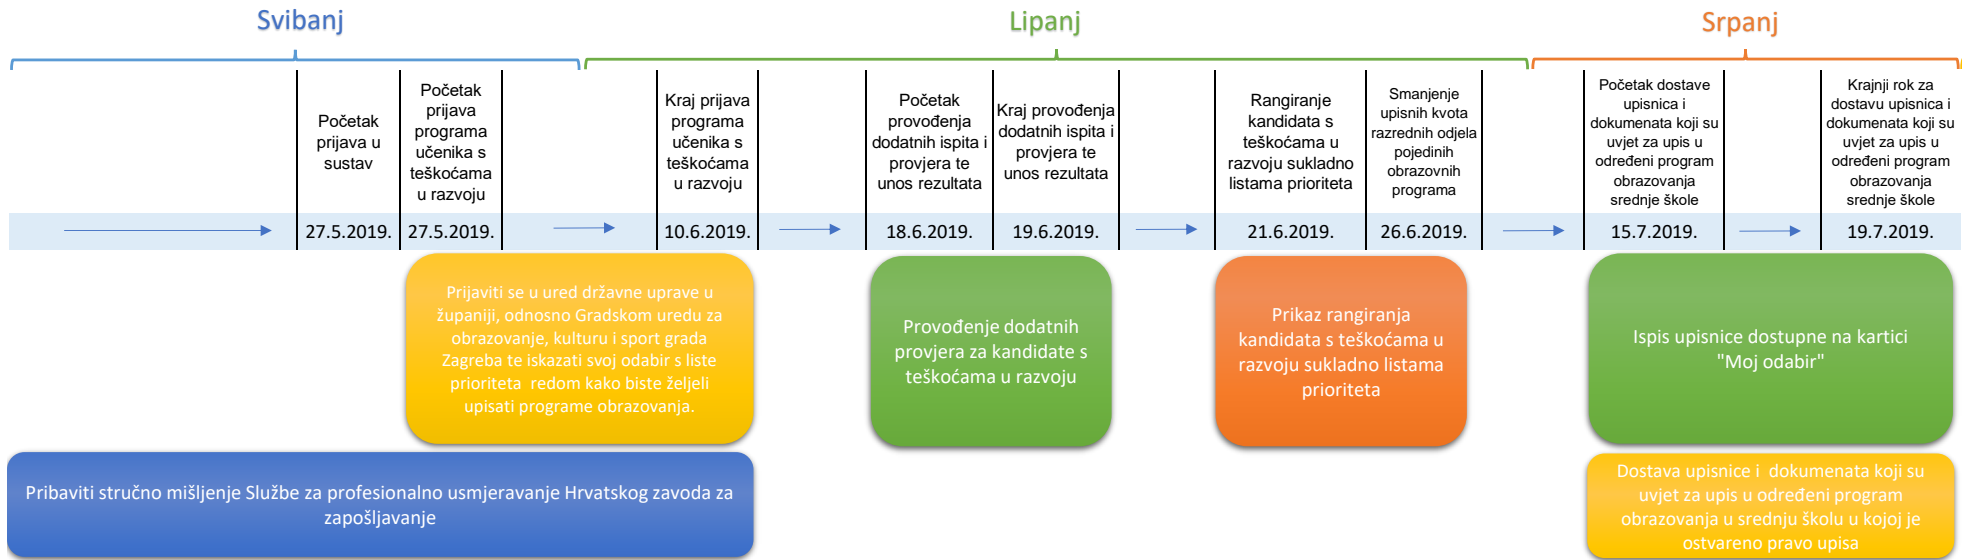 Svibanj
Lipanj
Srpanj
Početak
prijava u
sustav
Početak
prijava
programa
učenika s
teškoćama
u razvoju
Kraj prijava
programa
učenika s
teškoćama
u razvoju
Početak
provođenja
dodatnih ispita i
provjera te
unos rezultata
Kraj provođenja
dodatnih ispita i
provjera te
unos rezultata
Rangiranje
kandidata s
teškoćama u
razvoju sukladno
listama prioriteta
Smanjenje
upisnih kvota
razrednih odjela
pojedinih
obrazovnih
programa
Početak dostave
upisnica i
dokumenata koji su
uvjet za upis u
određeni program
obrazovanja
srednje škole
Krajnji rok za
dostavu upisnica i
dokumenata koji su
uvjet za upis u
određeni program
obrazovanja
srednje škole
27.5.2019.
27.5.2019.
10.6.2019.
18.6.2019.
19.6.2019.
21.6.2019.
26.6.2019.
15.7.2019.
19.7.2019.
Prijaviti se u ured državne uprave u
županiji, odnosno Gradskom uredu za
obrazovanje, kulturu i sport grada
Zagreba te iskazati svoj odabir s liste
prioriteta redom kako biste željeli
upisati programe obrazovanja.
Provođenje dodatnih
provjera za kandidate s
teškoćama u razvoju
Prikaz rangiranja
kandidata s teškoćama u
razvoju sukladno listama
prioriteta
Ispis upisnice dostupne na kartici
"Moj odabir"
Pribaviti stručno mišljenje Službe za profesionalno usmjeravanje Hrvatskog zavoda za
zapošljavanje
Dostava upisnice i dokumenata koji su
uvjet za upis u određeni program
obrazovanja u srednju školu u kojoj je
ostvareno pravo upisa